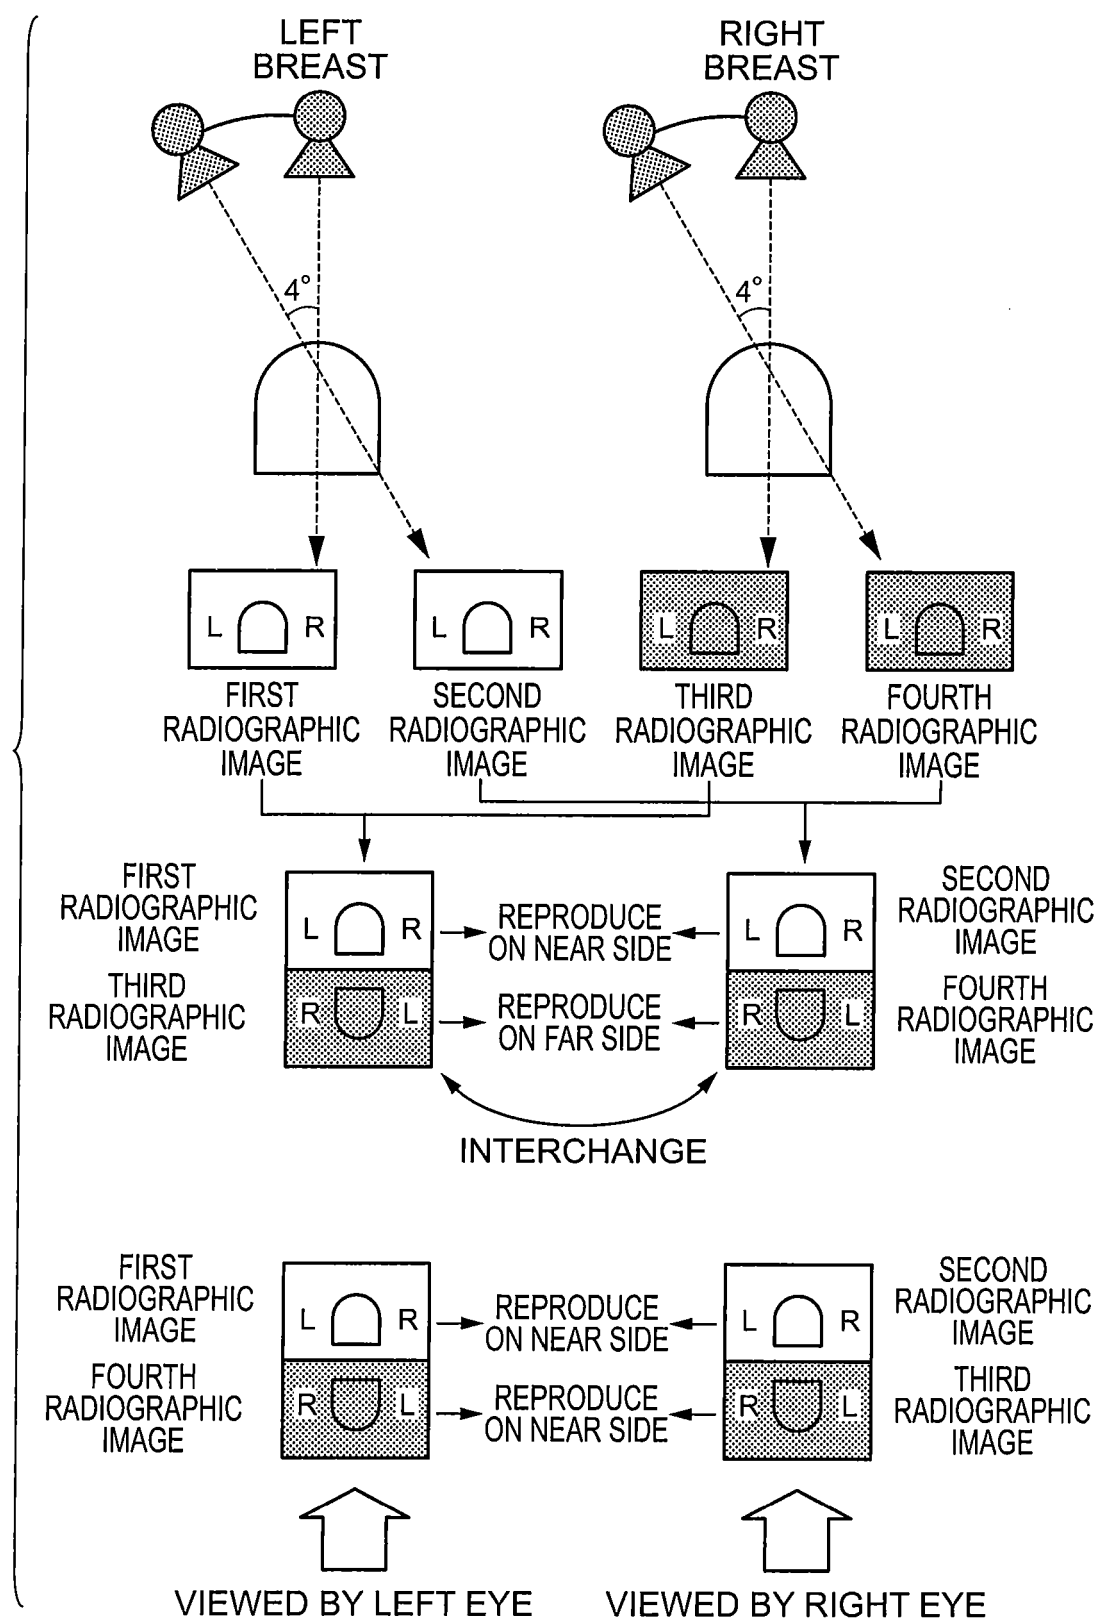 LEFT
BREAST
RIGHT
BREAST
4°
4°
L R
L R
L R
L R
FIRST
RADIOGRAPHIC
IMAGE
SECOND
RADIOGRAPHIC
IMAGE
THIRD
RADIOGRAPHIC
IMAGE
FOURTH
RADIOGRAPHIC
IMAGE
FIRST
RADIOGRAPHIC
IMAGE
L R
REPRODUCE
ON NEAR SIDE
L R
SECOND
RADIOGRAPHIC
IMAGE
THIRD
RADIOGRAPHIC
IMAGE
R L
REPRODUCE
ON FAR SIDE
R L
FOURTH
RADIOGRAPHIC
IMAGE
INTERCHANGE
FIRST
RADIOGRAPHIC
IMAGE
L R
REPRODUCE
ON NEAR SIDE
L R
SECOND
RADIOGRAPHIC
IMAGE
FOURTH
RADIOGRAPHIC
IMAGE
R L
REPRODUCE
ON NEAR SIDE
R L
THIRD
RADIOGRAPHIC
IMAGE
VIEWED BY LEFT EYE
VIEWED BY RIGHT EYE